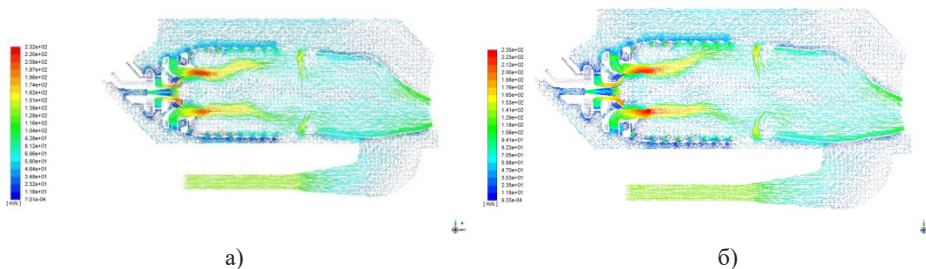 2.32e+02
2.20e+02
2.09e+02
1.97e+02
1.86e+02
1.74e+02
1.62e+02
1.51e+02
1.39e+02
1.28e+02
1.16e+02
1.04e+02
9.28e+01
8.12e+01
6.96e+01
5.80e+01
4.64e+01
3.48e+01
2.32e+01
1.16e+01
7.01e-04
[ m/s ]
2.35e+02
2.23e+02
2.12e+02
2.00e+02
1.88e+02
1.76e+02
1.65e+02
1.53e+02
1.41e+02
1.29e+02
1.18e+02
1.06e+02
9.41e+01
8.23e+01
7.05e+01
5.88e+01
4.70e+01
3.53e+01
2.35e+01
1.18e+01
9.33e-04
[ m/s ]
а)
б)